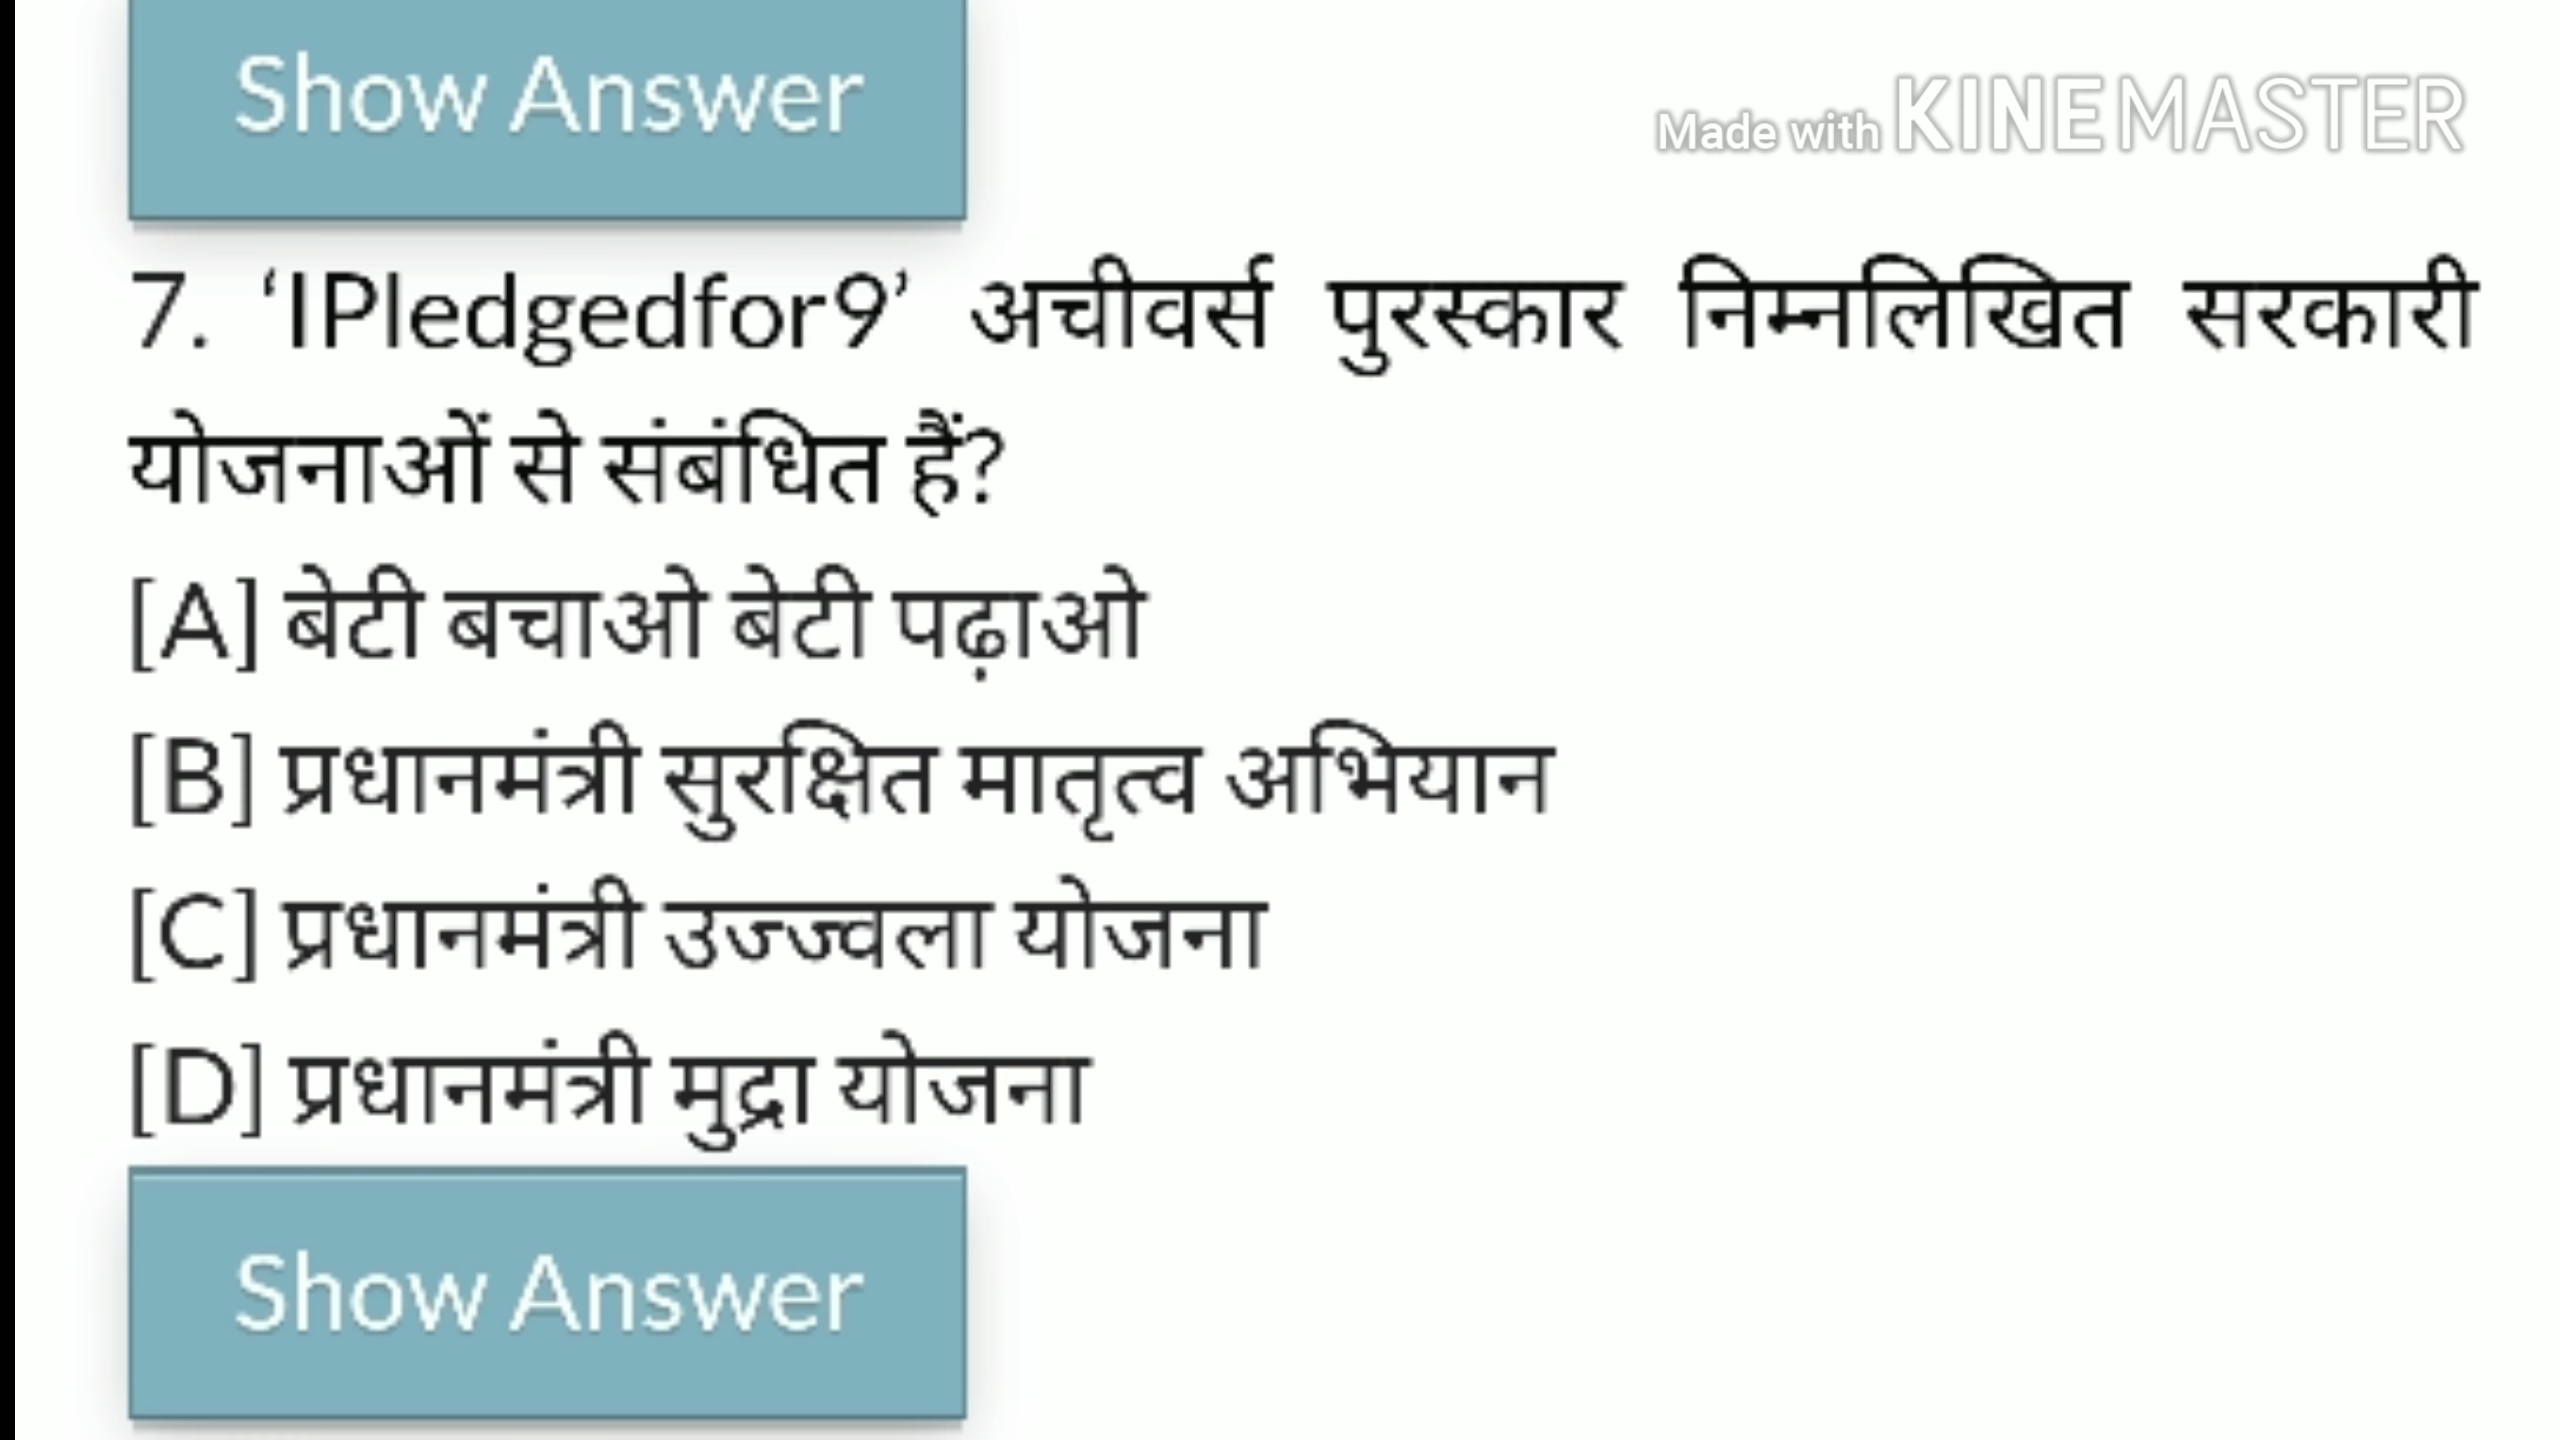 Show Answer
Made with KINEMASTER
7. ‘IPledgedfor9’ अचीवर्स पुरस्कार निम्नलिखित सरकारी
योजनाओं से संबंधित हैं?
[A] बेटी बचाओ बेटी पढ़ाओ
[B] प्रधानमंत्री सुरक्षित मातृत्व अभियान
[C] प्रधानमंत्री उज्ज्वला योजना
[D] प्रधानमंत्री मुद्रा योजना
Show Answer